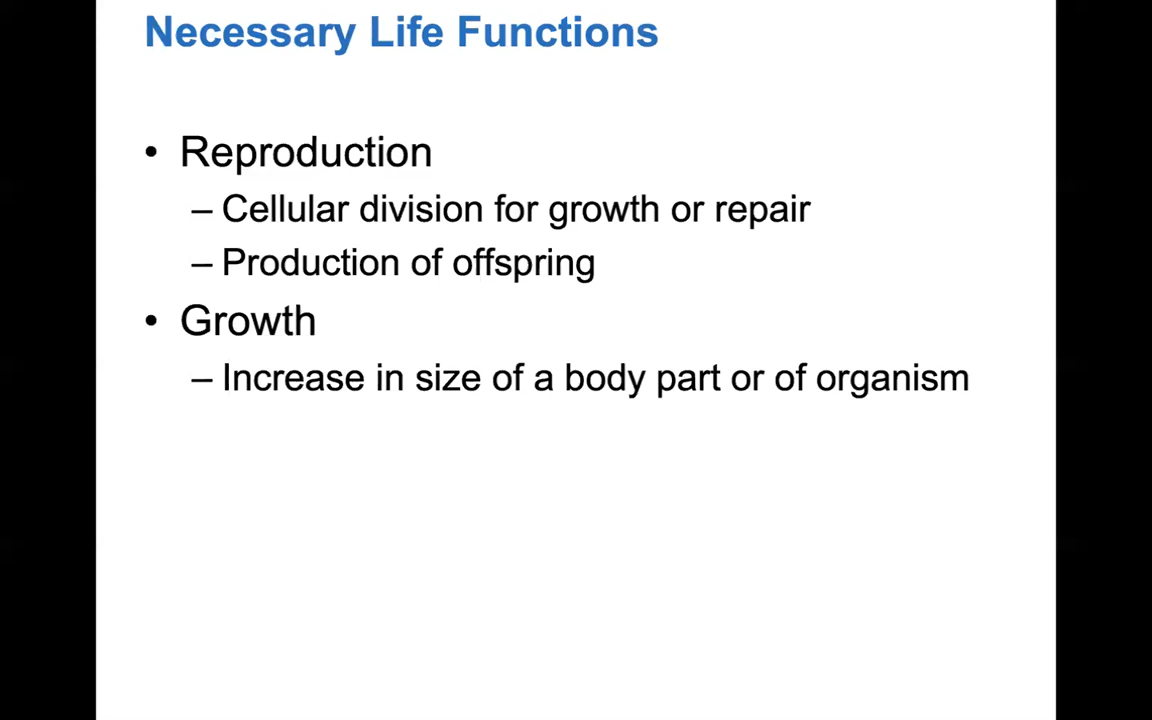 Necessary Life Functions
• Reproduction
– Cellular division for growth or repair
– Production of offspring
• Growth
– Increase in size of a body part or of organism